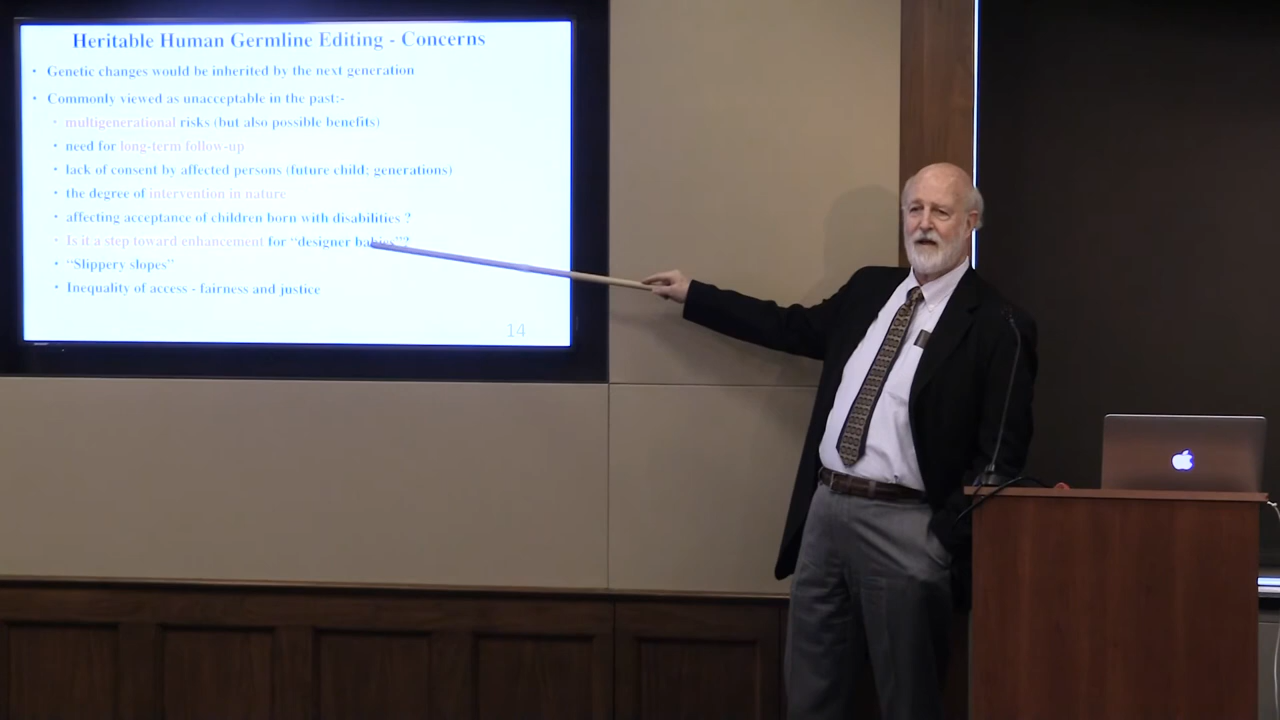 Heritable Human Germline Editing - Concerns
• Genetic changes would be inherited by the next generation
• Commonly viewed as unacceptable in the past:-
• multigenerational risks (but also possible benefits)
• need for long-term follow-up
• lack of consent by affected persons (future child; generations)
• the degree of intervention in nature
• affecting acceptance of children born with disabilities ?
• Is it a step toward enhancement for “designer babies”?
• “Slippery slopes”
• Inequality of access - fairness and justice
14